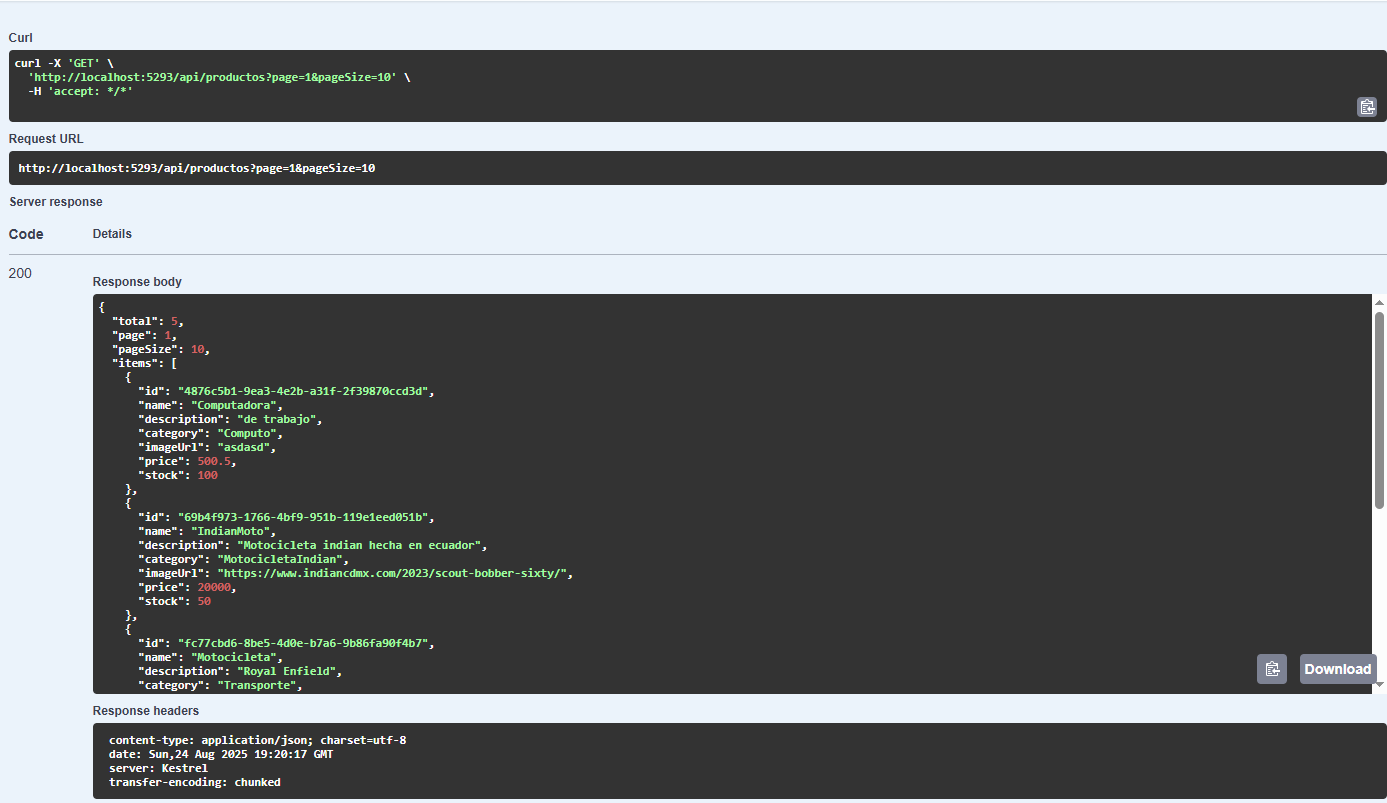 Curl
curl -X 'GET' \
  'http://localhost:5293/api/productos?page=1&pageSize=10' \
  -H 'accept: */*'
Request URL
http://localhost:5293/api/productos?page=1&pageSize=10
Server response
Code Details
200
Response body
{
  "total": 5,
  "page": 1,
  "pageSize": 10,
  "items": [
    {
      "id": "4876c5b1-9ea3-4e2b-a31f-2f39870ccd3d",
      "name": "Computadora",
      "description": "de trabajo",
      "category": "Computo",
      "imageUrl": "asdasd",
      "price": 500.5,
      "stock": 100
    },
    {
      "id": "69b4f973-1766-4bf9-951b-119e1eed051b",
      "name": "IndianMoto",
      "description": "Motocicleta indian hecha en ecuador",
      "category": "MotocicletaIndian",
      "imageUrl": "https://www.indiancdmx.com/2023/scout-bobber-sixty/",
      "price": 20000,
      "stock": 50
    },
    {
      "id": "fc77cbd6-8be5-4d0e-b7a6-9b86fa90f4b7",
      "name": "Motocicleta",
      "description": "Royal Enfield",
      "category": "Transporte",
Download
Response headers
content-type: application/json; charset=utf-8
date: Sun,24 Aug 2025 19:20:17 GMT
server: Kestrel
transfer-encoding: chunked